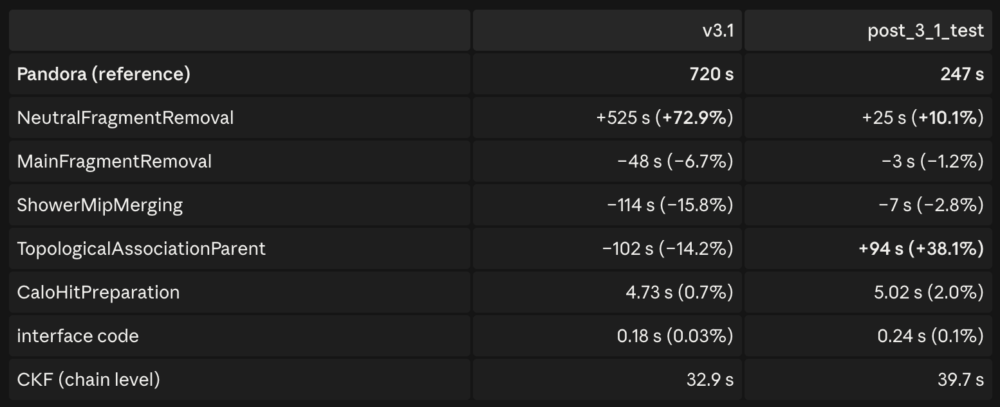 v3.1 post_3_1_test
Pandora (reference) 720 s 247 s
NeutralFragmentRemoval +525 s (+72.9%) +25 s (+10.1%)
MainFragmentRemoval −48 s (−6.7%) −3 s (−1.2%)
ShowerMipMerging −114 s (−15.8%) −7 s (−2.8%)
TopologicalAssociationParent −102 s (−14.2%) +94 s (+38.1%)
CaloHitPreparation 4.73 s (0.7%) 5.02 s (2.0%)
interface code 0.18 s (0.03%) 0.24 s (0.1%)
CKF (chain level) 32.9 s 39.7 s